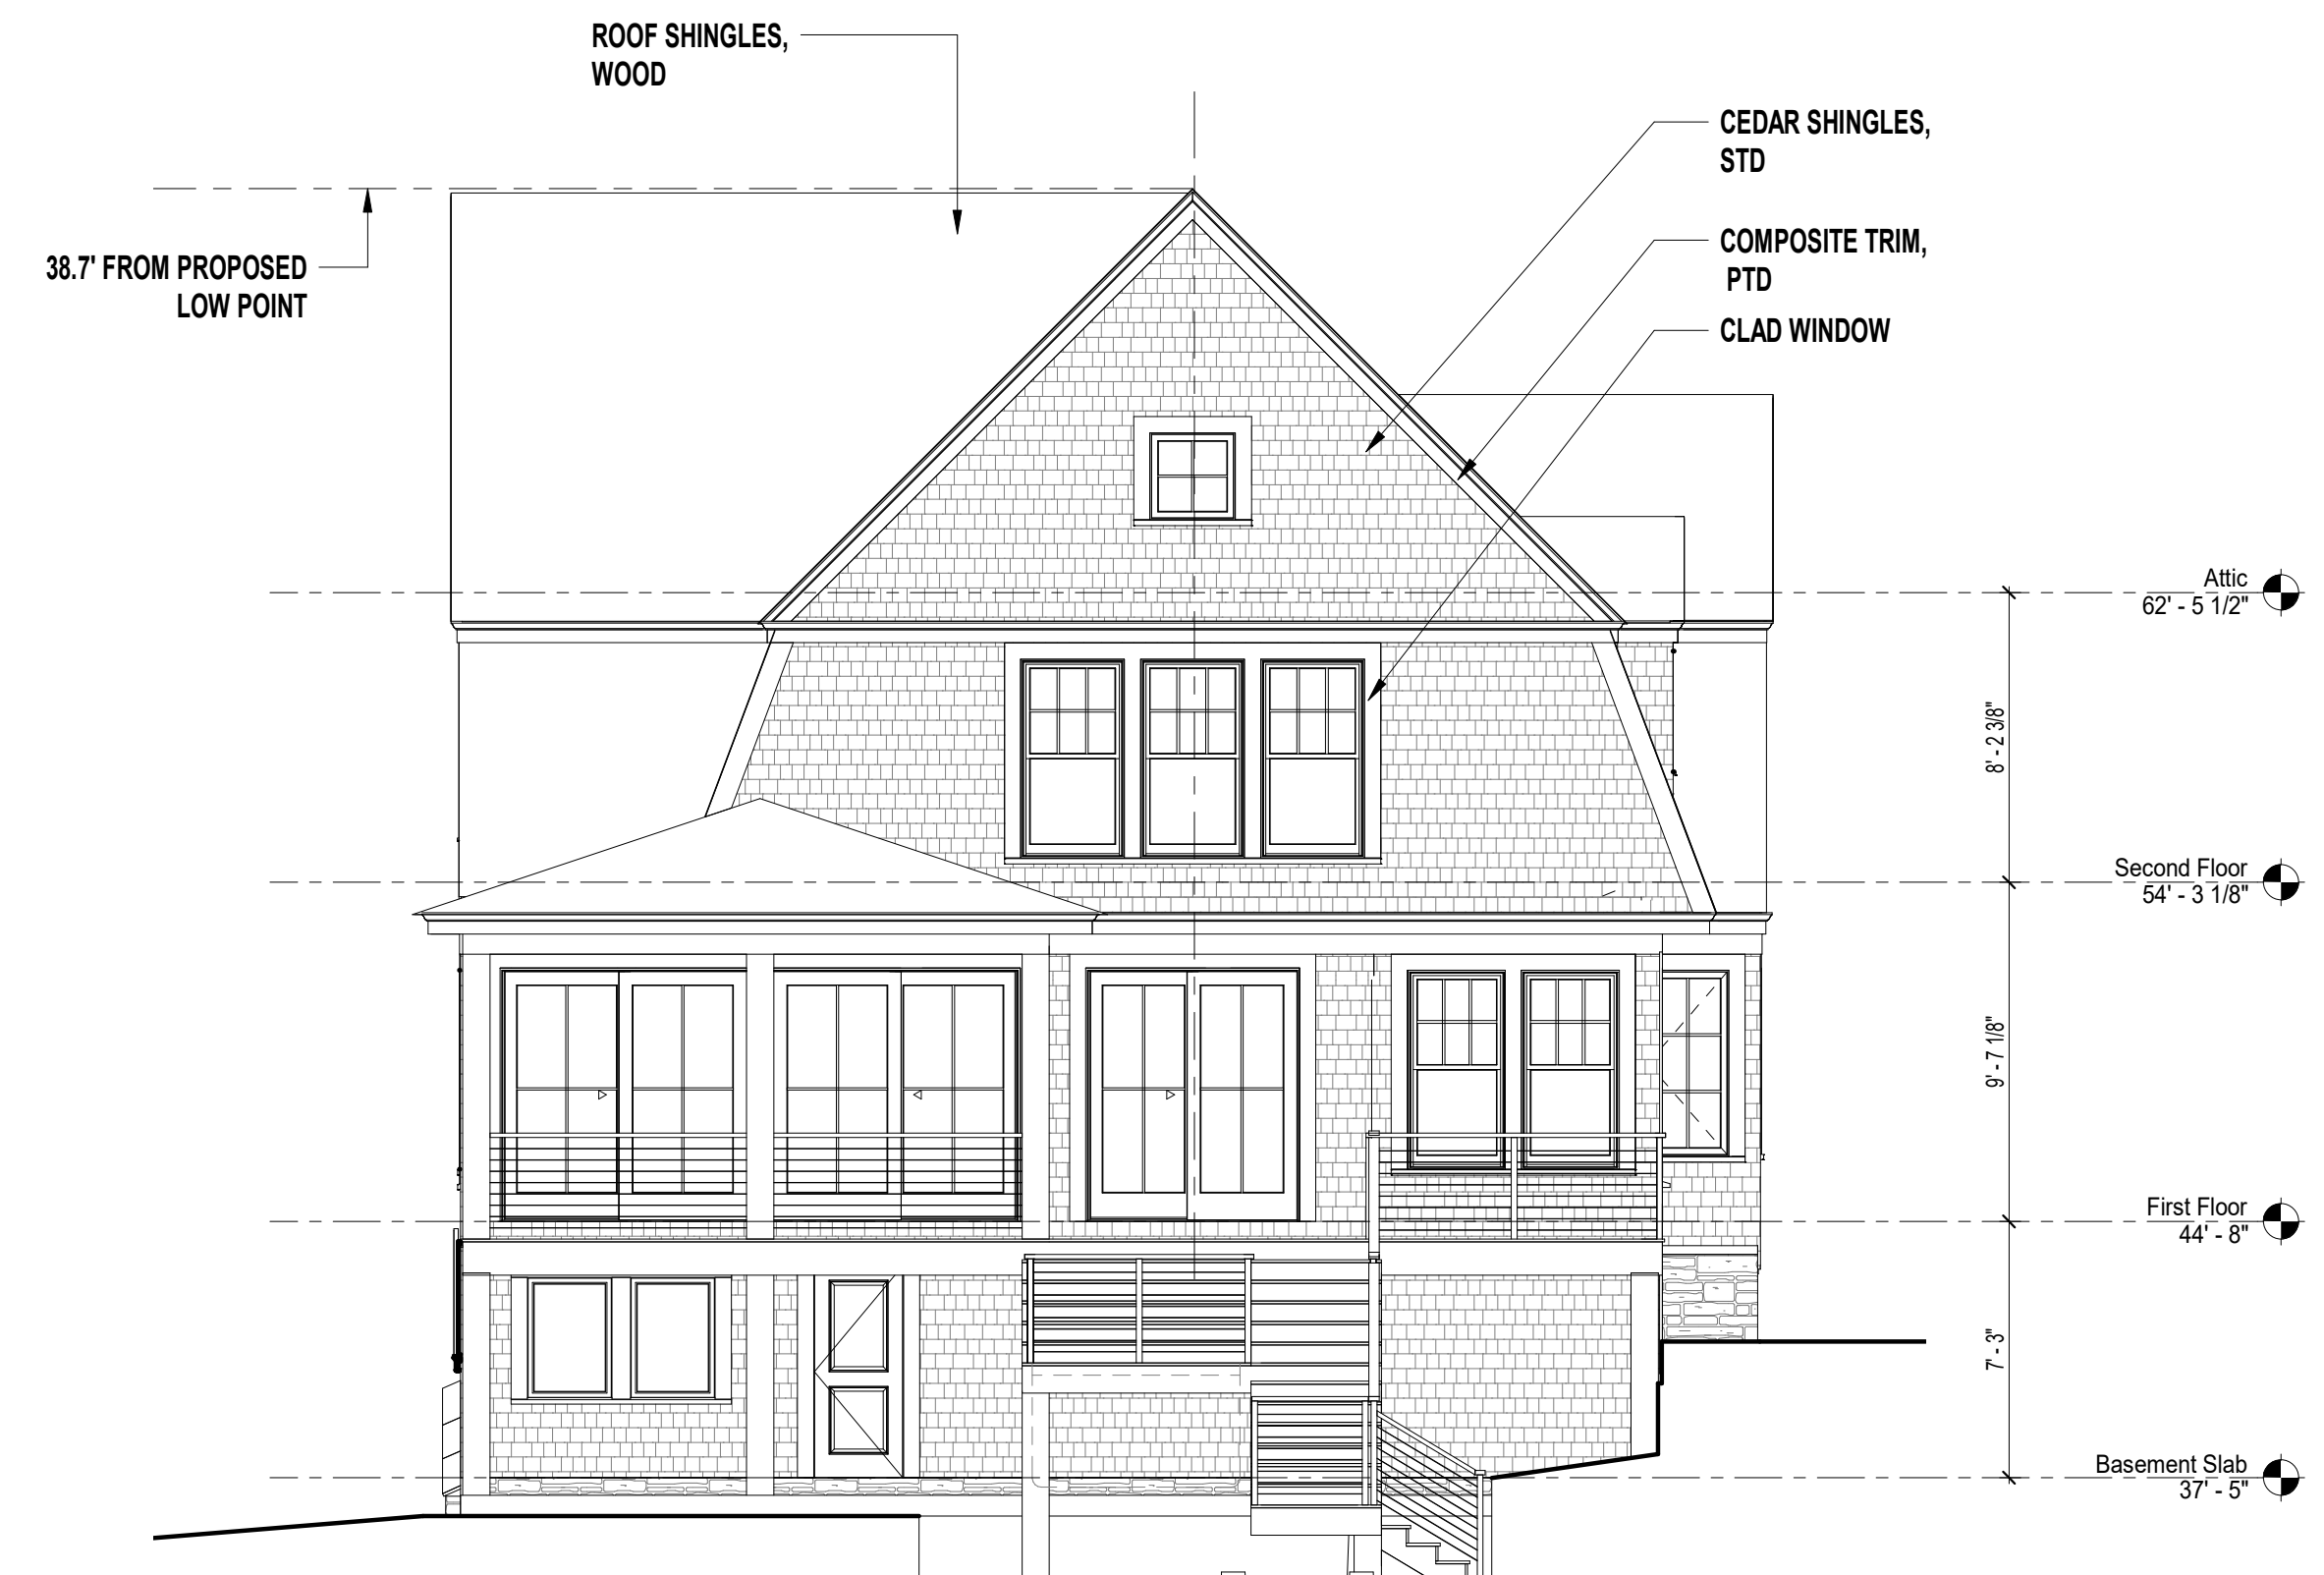 ROOF SHINGLES,
WOOD
CEDAR SHINGLES,
STD
COMPOSITE TRIM,
PTD
CLAD WINDOW
38.7' FROM PROPOSED
LOW POINT
Attic
62' - 5 1/2"
8' - 2 3/8"
Second Floor
54' - 3 1/8"
9' - 7 1/8"
First Floor
44' - 8"
7' - 3"
Basement Slab
37' - 5"